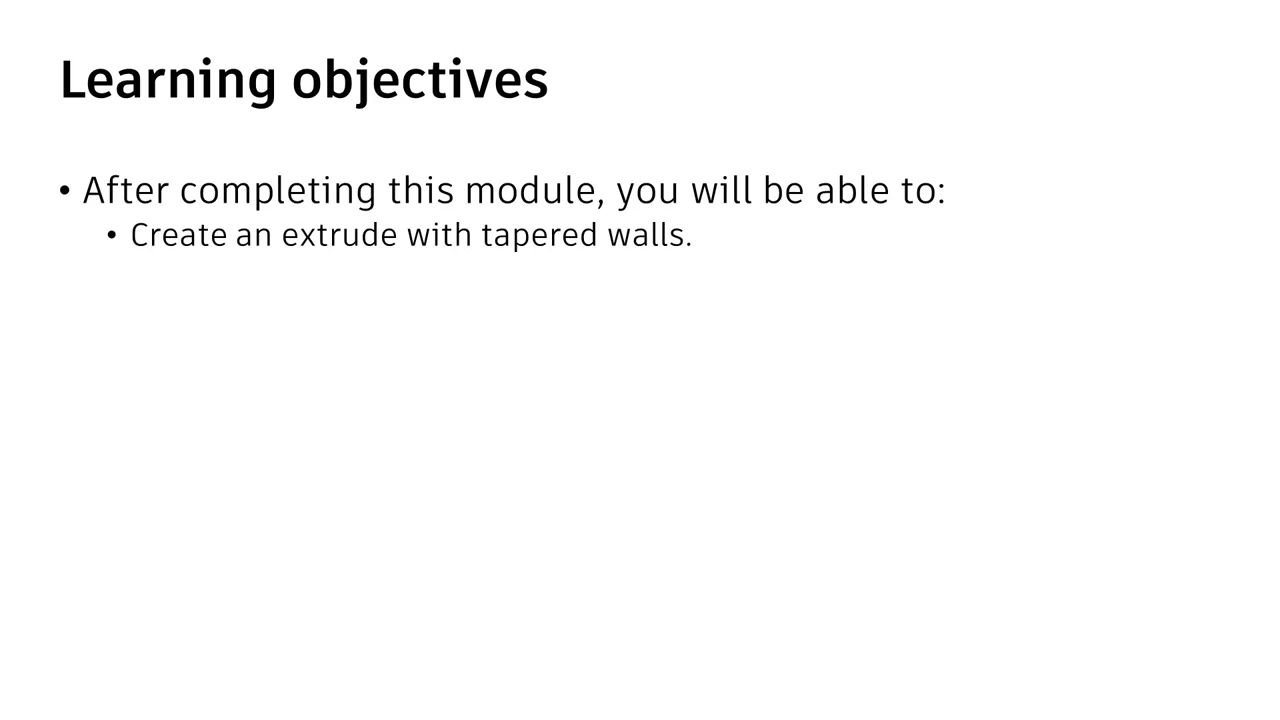 Learning objectives
• After completing this module, you will be able to:
• Create an extrude with tapered walls.